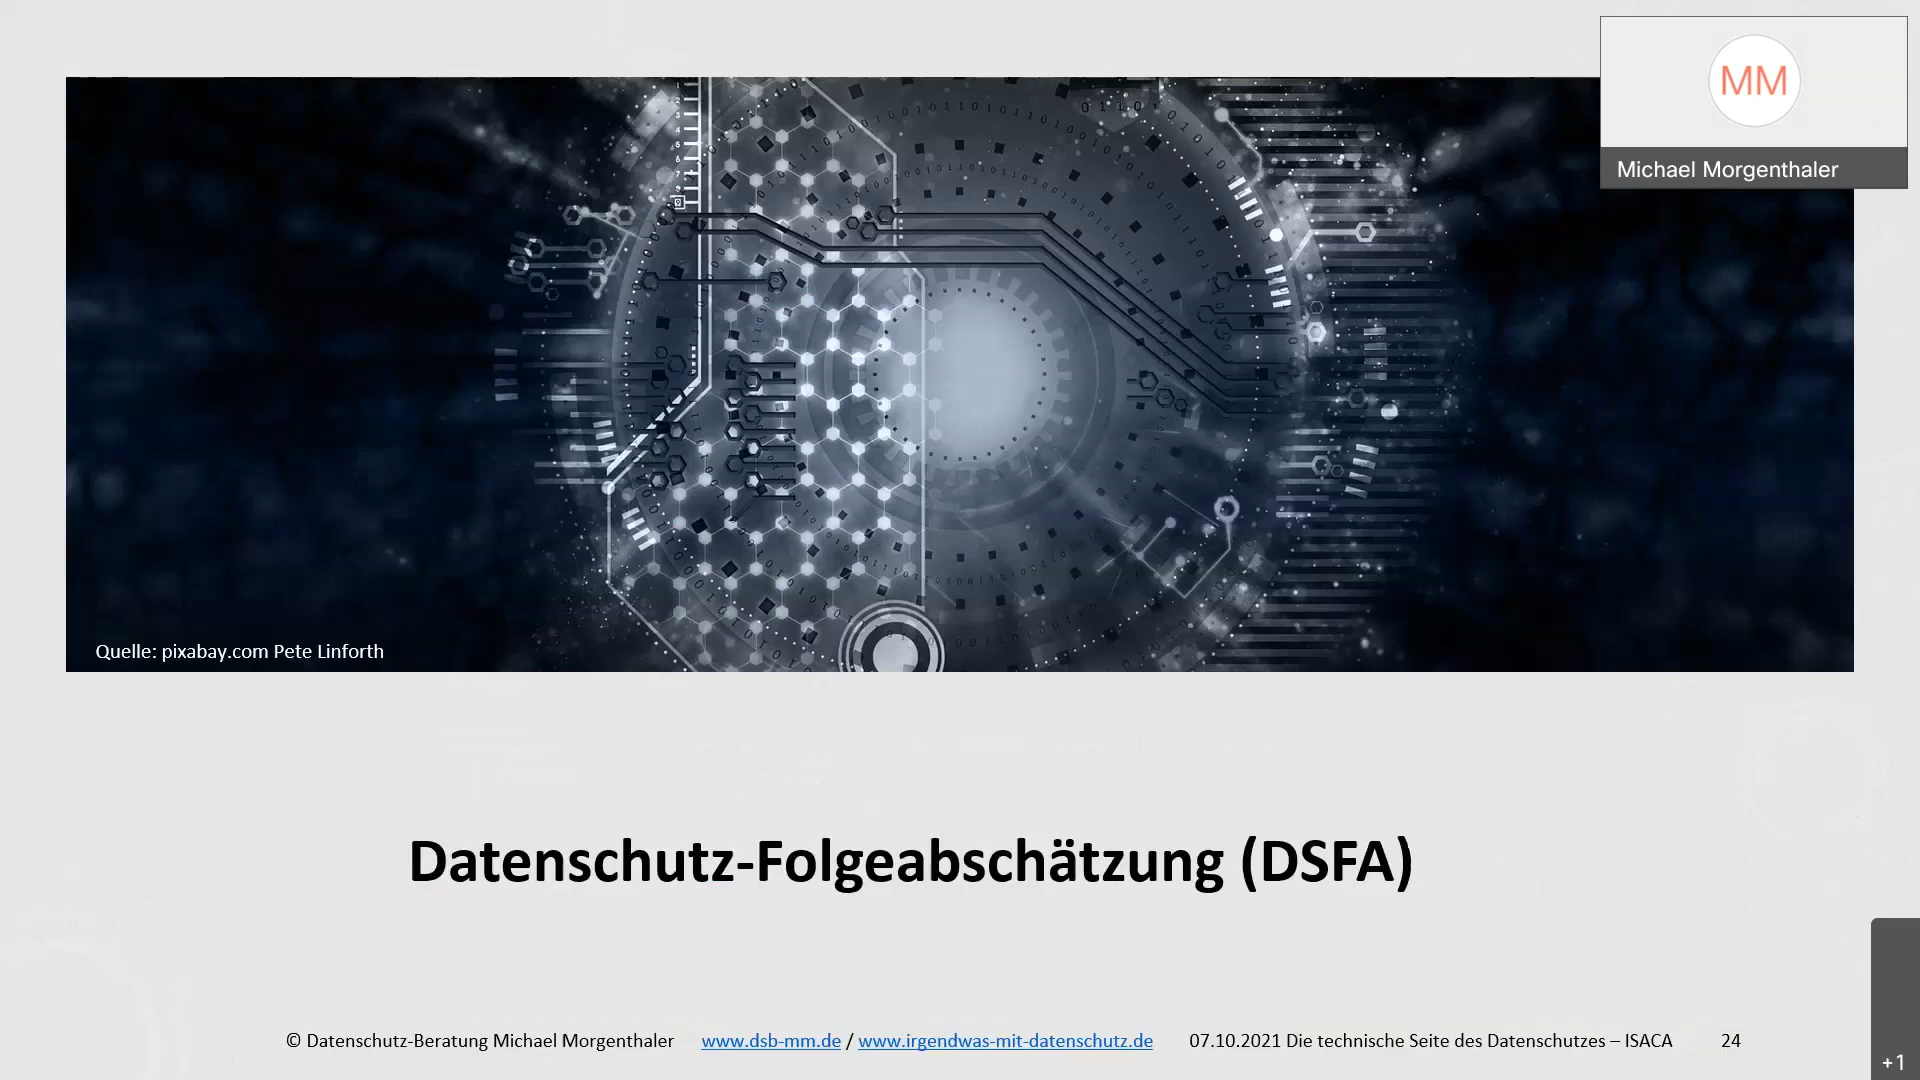 MM
Michael Morgenthaler
Quelle: pixabay.com Pete Linforth
Datenschutz-Folgeabschätzung (DSFA)
© Datenschutz-Beratung Michael Morgenthaler www.dsb-mm.de / www.irgendwas-mit-datenschutz.de 07.10.2021 Die technische Seite des Datenschutzes – ISACA 24
+1